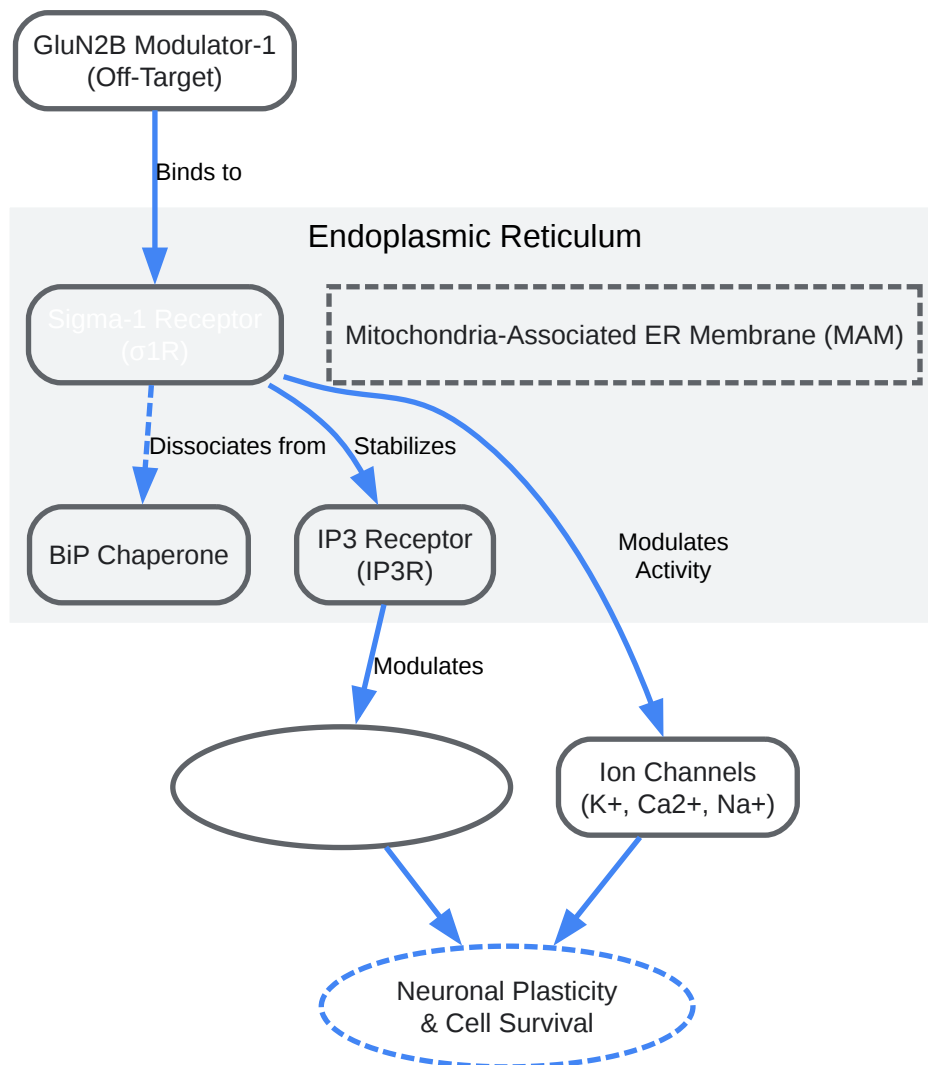 GluN2B Modulator-1
(Off-Target)
Binds to
Endoplasmic Reticulum
Sigma-1 Receptor
(σ1R)
Mitochondria-Associated ER Membrane (MAM)
Dissociates from
Stabilizes
BiP Chaperone
IP3 Receptor
(IP3R)
Modulates
Activity
Modulates
Ion Channels
(K+, Ca2+, Na+)
Neuronal Plasticity
& Cell Survival